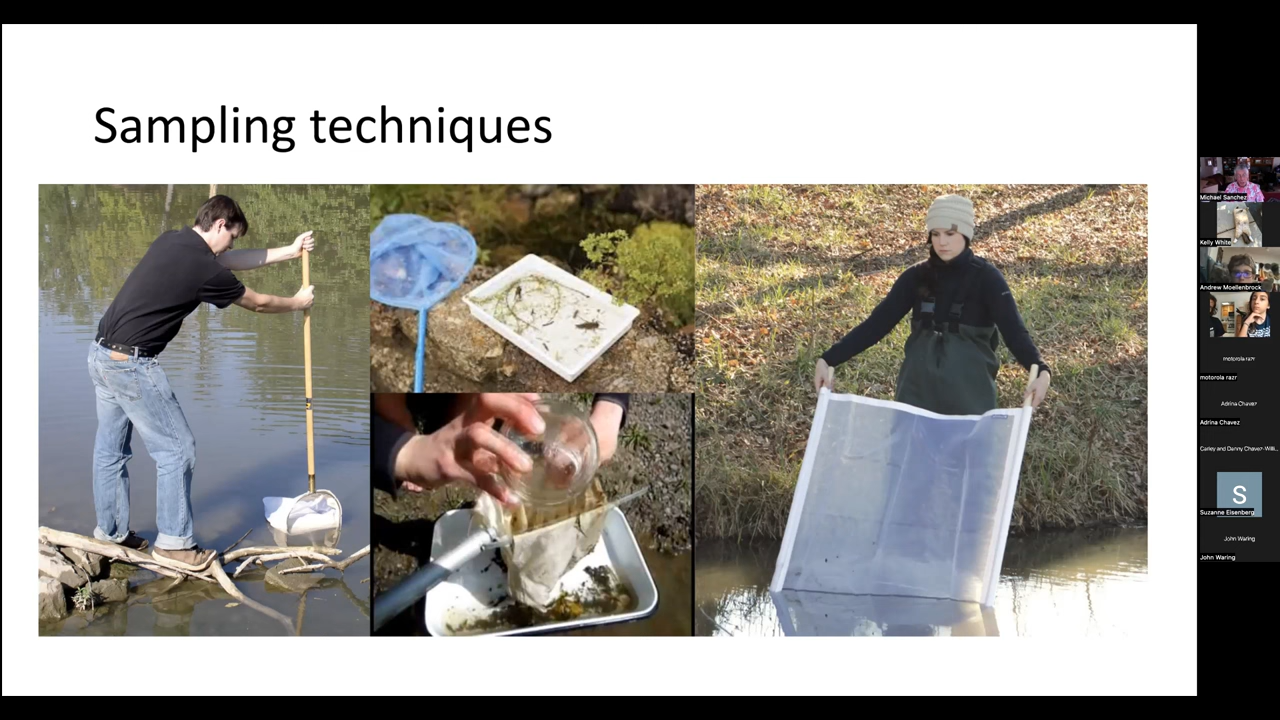 Sampling techniques
Michael Sanchez
Kelly White
Andrew Moellenbrock
motorola razr
motorola razr
Adrina Chavez
Adrina Chavez
Carley and Danny Chavez-Willi...
S
Suzanne Eisenberg
John Waring
John Waring